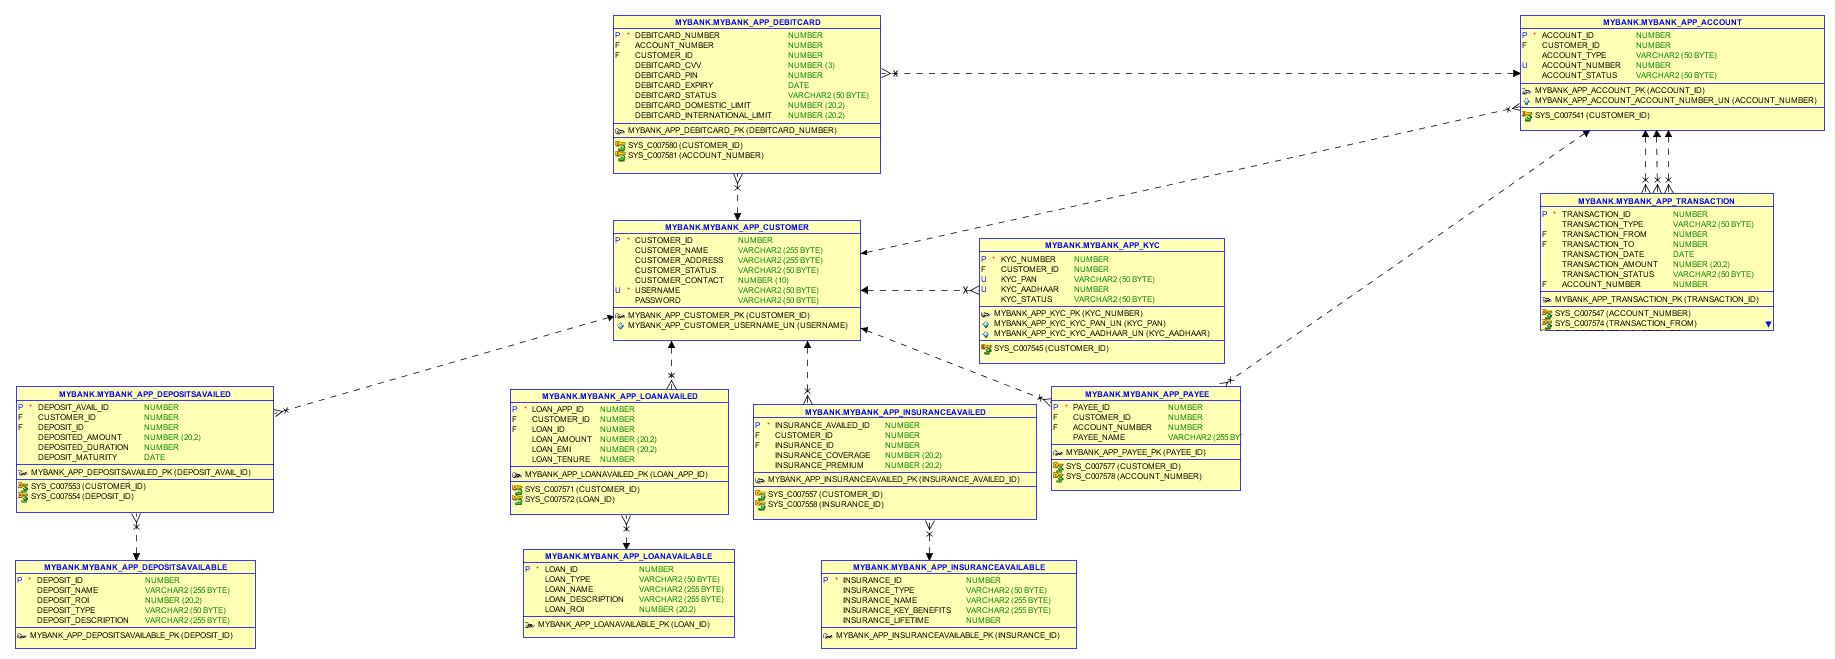 MYBANK.MYBANK_APP_DEBITCARD
P * DEBITCARD_NUMBER NUMBER
F ACCOUNT_NUMBER NUMBER
F CUSTOMER_ID NUMBER
DEBITCARD_CVV NUMBER (3)
DEBITCARD_PIN NUMBER
DEBITCARD_EXPIRY DATE
DEBITCARD_STATUS VARCHAR2 (50 BYTE)
DEBITCARD_DOMESTIC_LIMIT NUMBER (20,2)
DEBITCARD_INTERNATIONAL_LIMIT NUMBER (20,2)
MYBANK_APP_DEBITCARD_PK (DEBITCARD_NUMBER)
SYS_C007580 (CUSTOMER_ID)
SYS_C007581 (ACCOUNT_NUMBER)
MYBANK.MYBANK_APP_ACCOUNT
P * ACCOUNT_ID NUMBER
F CUSTOMER_ID NUMBER
ACCOUNT_TYPE VARCHAR2 (50 BYTE)
U ACCOUNT_NUMBER NUMBER
ACCOUNT_STATUS VARCHAR2 (50 BYTE)
MYBANK_APP_ACCOUNT_PK (ACCOUNT_ID)
MYBANK_APP_ACCOUNT_ACCOUNT_NUMBER_UN (ACCOUNT_NUMBER)
SYS_C007541 (CUSTOMER_ID)
MYBANK.MYBANK_APP_CUSTOMER
P * CUSTOMER_ID NUMBER
CUSTOMER_NAME VARCHAR2 (255 BYTE)
CUSTOMER_ADDRESS VARCHAR2 (255 BYTE)
CUSTOMER_STATUS VARCHAR2 (50 BYTE)
CUSTOMER_CONTACT NUMBER (10)
U * USERNAME VARCHAR2 (50 BYTE)
PASSWORD VARCHAR2 (50 BYTE)
MYBANK_APP_CUSTOMER_PK (CUSTOMER_ID)
MYBANK_APP_CUSTOMER_USERNAME_UN (USERNAME)
MYBANK.MYBANK_APP_KYC
P * KYC_NUMBER NUMBER
F CUSTOMER_ID NUMBER
U KYC_PAN VARCHAR2 (50 BYTE)
U KYC_AADHAAR NUMBER
KYC_STATUS VARCHAR2 (50 BYTE)
MYBANK_APP_KYC_PK (KYC_NUMBER)
MYBANK_APP_KYC_KYC_PAN_UN (KYC_PAN)
MYBANK_APP_KYC_KYC_AADHAAR_UN (KYC_AADHAAR)
SYS_C007545 (CUSTOMER_ID)
MYBANK.MYBANK_APP_TRANSACTION
P * TRANSACTION_ID NUMBER
TRANSACTION_TYPE VARCHAR2 (50 BYTE)
F TRANSACTION_FROM NUMBER
F TRANSACTION_TO NUMBER
TRANSACTION_DATE DATE
TRANSACTION_AMOUNT NUMBER (20,2)
TRANSACTION_STATUS VARCHAR2 (50 BYTE)
F ACCOUNT_NUMBER NUMBER
MYBANK_APP_TRANSACTION_PK (TRANSACTION_ID)
SYS_C007547 (ACCOUNT_NUMBER)
SYS_C007574 (TRANSACTION_FROM)
MYBANK.MYBANK_APP_DEPOSITSAVAILED
P * DEPOSIT_AVAIL_ID NUMBER
F CUSTOMER_ID NUMBER
F DEPOSIT_ID NUMBER
DEPOSITED_AMOUNT NUMBER (20,2)
DEPOSITED_DURATION NUMBER
DEPOSIT_MATURITY DATE
MYBANK_APP_DEPOSITSAVAILED_PK (DEPOSIT_AVAIL_ID)
SYS_C007553 (CUSTOMER_ID)
SYS_C007554 (DEPOSIT_ID)
MYBANK.MYBANK_APP_LOANAVAILED
P * LOAN_APP_ID NUMBER
F CUSTOMER_ID NUMBER
F LOAN_ID NUMBER
LOAN_AMOUNT NUMBER (20,2)
LOAN_EMI NUMBER (20,2)
LOAN_TENURE NUMBER
MYBANK_APP_LOANAVAILED_PK (LOAN_APP_ID)
SYS_C007571 (CUSTOMER_ID)
SYS_C007572 (LOAN_ID)
MYBANK.MYBANK_APP_INSURANCEAVAILED
P * INSURANCE_AVAILED_ID NUMBER
F CUSTOMER_ID NUMBER
F INSURANCE_ID NUMBER
INSURANCE_COVERAGE NUMBER (20,2)
INSURANCE_PREMIUM NUMBER (20,2)
MYBANK_APP_INSURANCEAVAILED_PK (INSURANCE_AVAILED_ID)
SYS_C007557 (CUSTOMER_ID)
SYS_C007558 (INSURANCE_ID)
MYBANK.MYBANK_APP_PAYEE
P * PAYEE_ID NUMBER
F CUSTOMER_ID NUMBER
F ACCOUNT_NUMBER NUMBER
PAYEE_NAME VARCHAR2 (255 BY
MYBANK_APP_PAYEE_PK (PAYEE_ID)
SYS_C007577 (CUSTOMER_ID)
SYS_C007578 (ACCOUNT_NUMBER)
MYBANK.MYBANK_APP_DEPOSITSAVAILABLE
P * DEPOSIT_ID NUMBER
DEPOSIT_NAME VARCHAR2 (255 BYTE)
DEPOSIT_ROI NUMBER (20,2)
DEPOSIT_TYPE VARCHAR2 (50 BYTE)
DEPOSIT_DESCRIPTION VARCHAR2 (255 BYTE)
MYBANK_APP_DEPOSITSAVAILABLE_PK (DEPOSIT_ID)
MYBANK.MYBANK_APP_LOANAVAILABLE
P * LOAN_ID NUMBER
LOAN_TYPE VARCHAR2 (50 BYTE)
LOAN_NAME VARCHAR2 (255 BYTE)
LOAN_DESCRIPTION VARCHAR2 (255 BYTE)
LOAN_ROI NUMBER (20,2)
MYBANK_APP_LOANAVAILABLE_PK (LOAN_ID)
MYBANK.MYBANK_APP_INSURANCEAVAILABLE
P * INSURANCE_ID NUMBER
INSURANCE_TYPE VARCHAR2 (50 BYTE)
INSURANCE_NAME VARCHAR2 (255 BYTE)
INSURANCE_KEY_BENEFITS VARCHAR2 (255 BYTE)
INSURANCE_LIFETIME NUMBER
MYBANK_APP_INSURANCEAVAILABLE_PK (INSURANCE_ID)